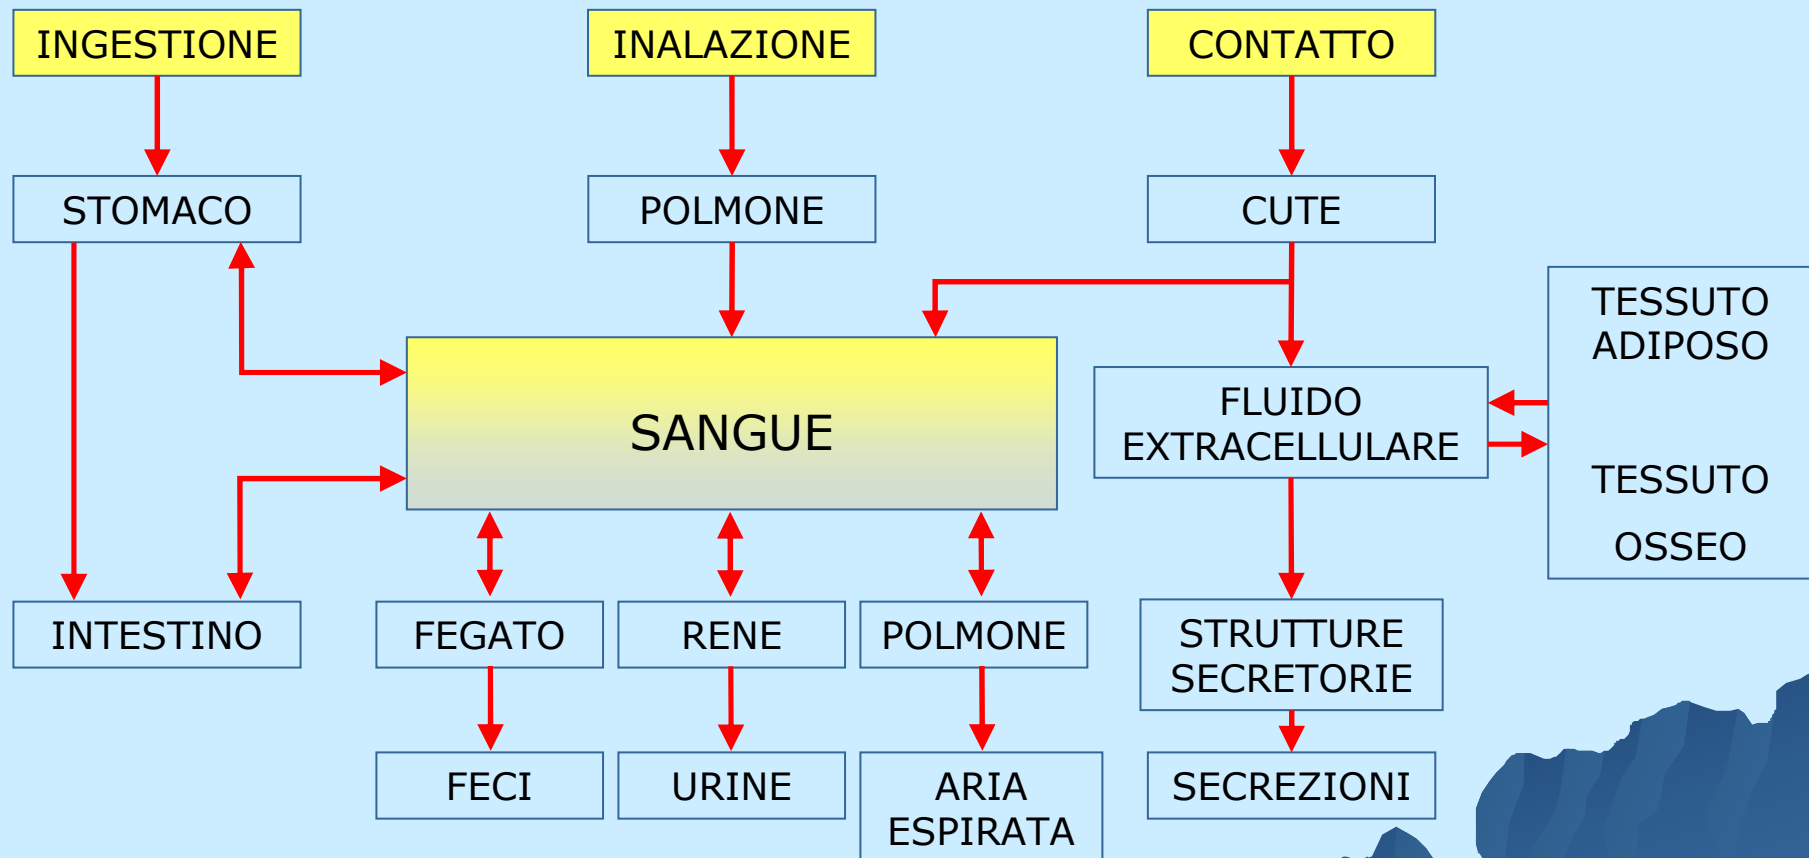 INGESTIONE
INALAZIONE
CONTATTO
STOMACO
POLMONE
CUTE
TESSUTO
ADIPOSO
TESSUTO
OSSEO
SANGUE
FLUIDO
EXTRACELLULARE
INTESTINO
FEGATO
RENE
POLMONE
STRUTTURE
SECRETORIE
FECI
URINE
ARIA
ESPIRATA
SECREZIONI